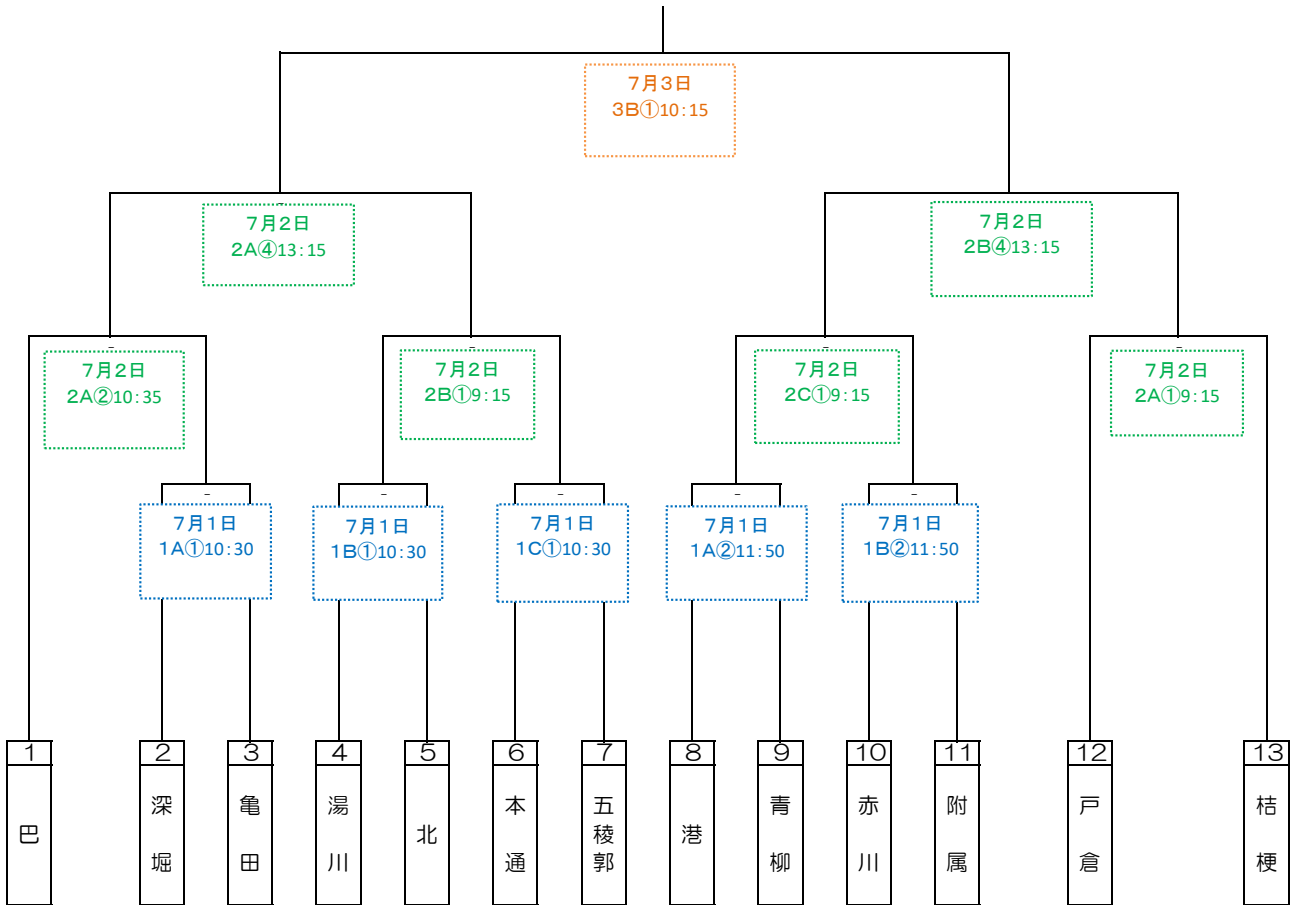 7月3日
3B①10:15
7月2日
2A④13:15
7月2日
2B④13:15
7月2日
2A②10:35
7月2日
2B①9:15
7月2日
2C①9:15
7月2日
2A①9:15
7月1日
1A①10:30
7月1日
1B①10:30
7月1日
1C①10:30
7月1日
1A②11:50
7月1日
1B②11:50
1
2
3
4
5
6
7
8
9
10
11
12
13
巴
深堀
亀田
湯川
北
本通
五稜郭
港
青柳
赤川
附属
戸倉
桔梗